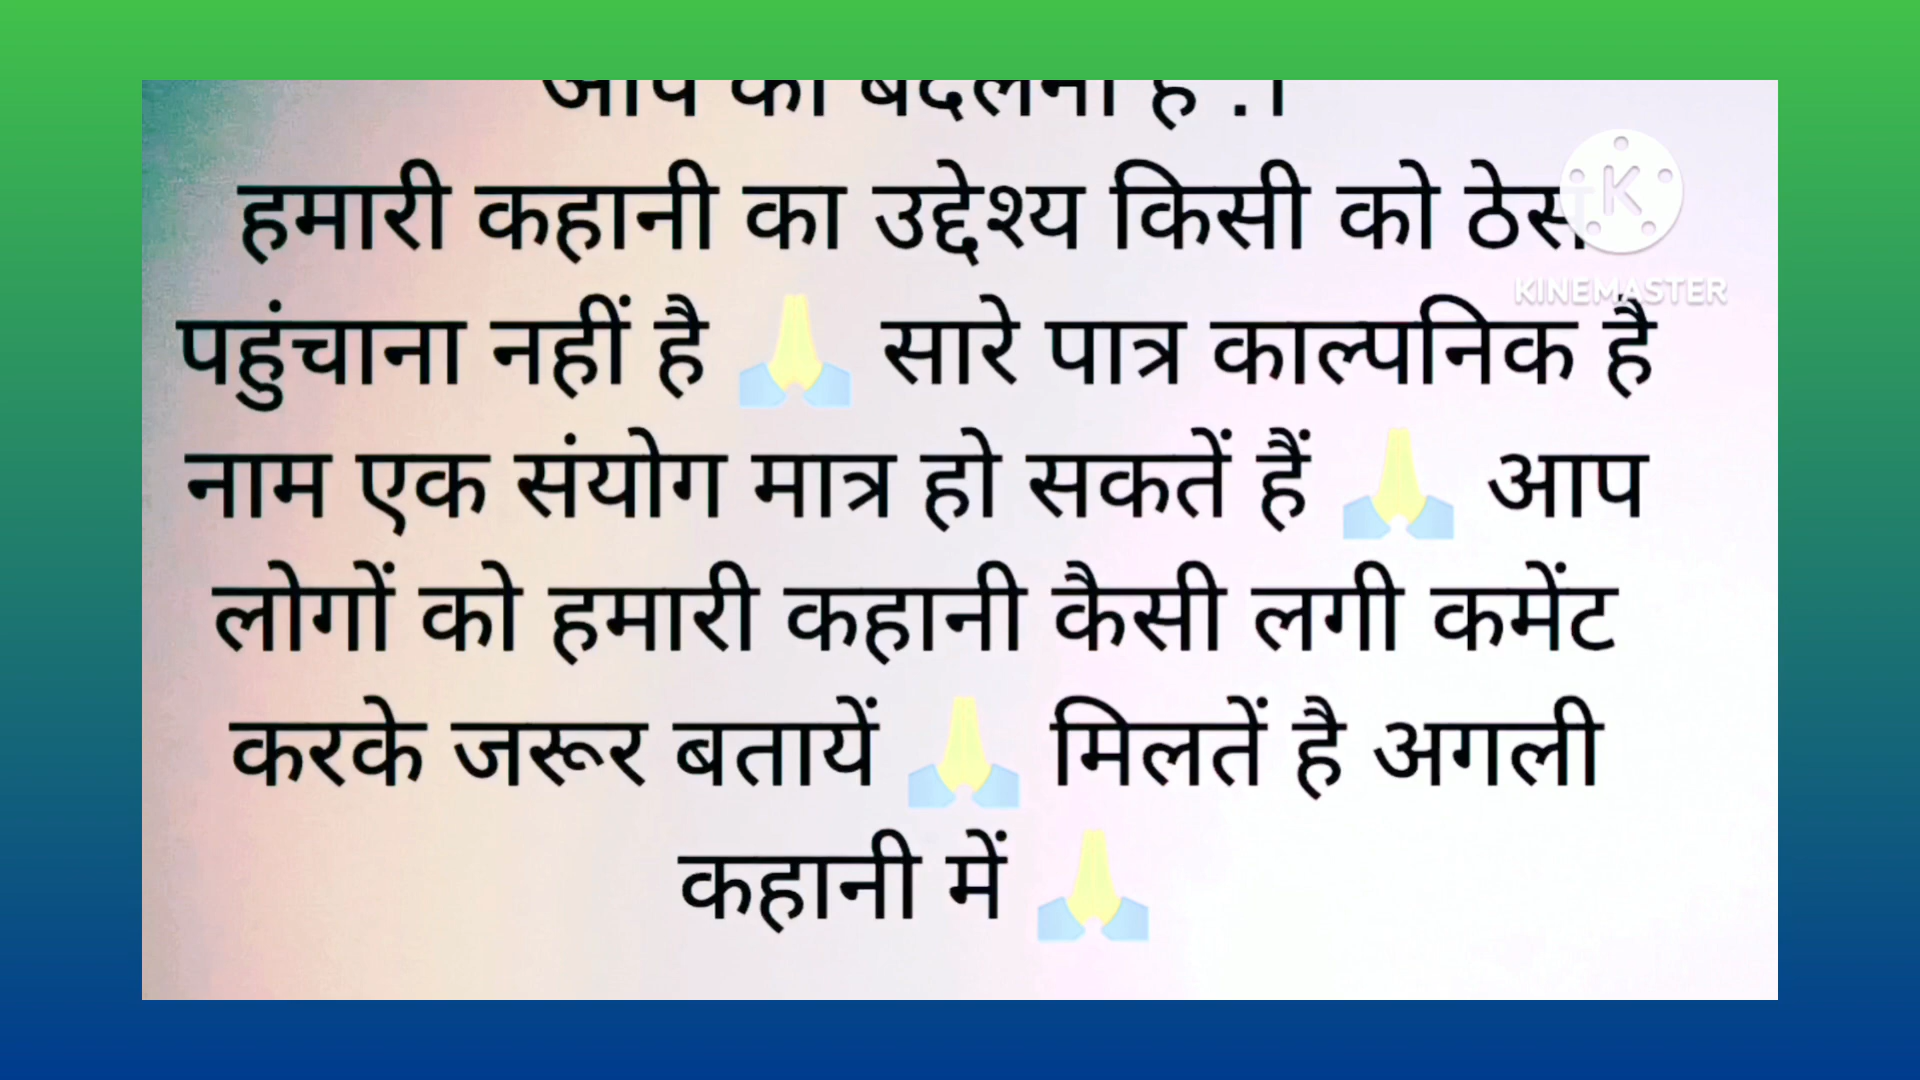 आप को बदलना है .।
हमारी कहानी का उद्देश्य किसी को ठेस
पहुंचाना नहीं है 🙏 सारे पात्र काल्पनिक है
नाम एक संयोग मात्र हो सकतें हैं 🙏 आप
लोगों को हमारी कहानी कैसी लगी कमेंट
करके जरूर बतायें 🙏 मिलतें है अगली
कहानी में 🙏
K
KINEMASTER